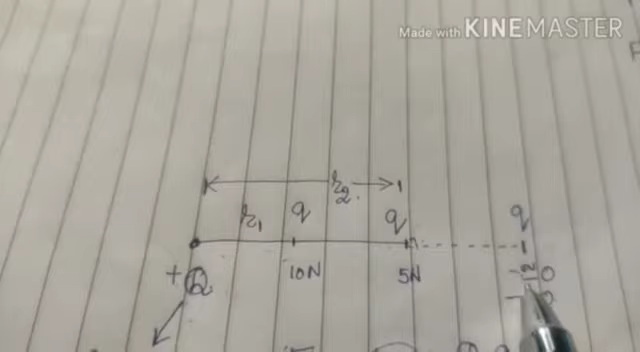 Made with KINEMASTER
r₂
r₁ q q q
+Q 10N 5N